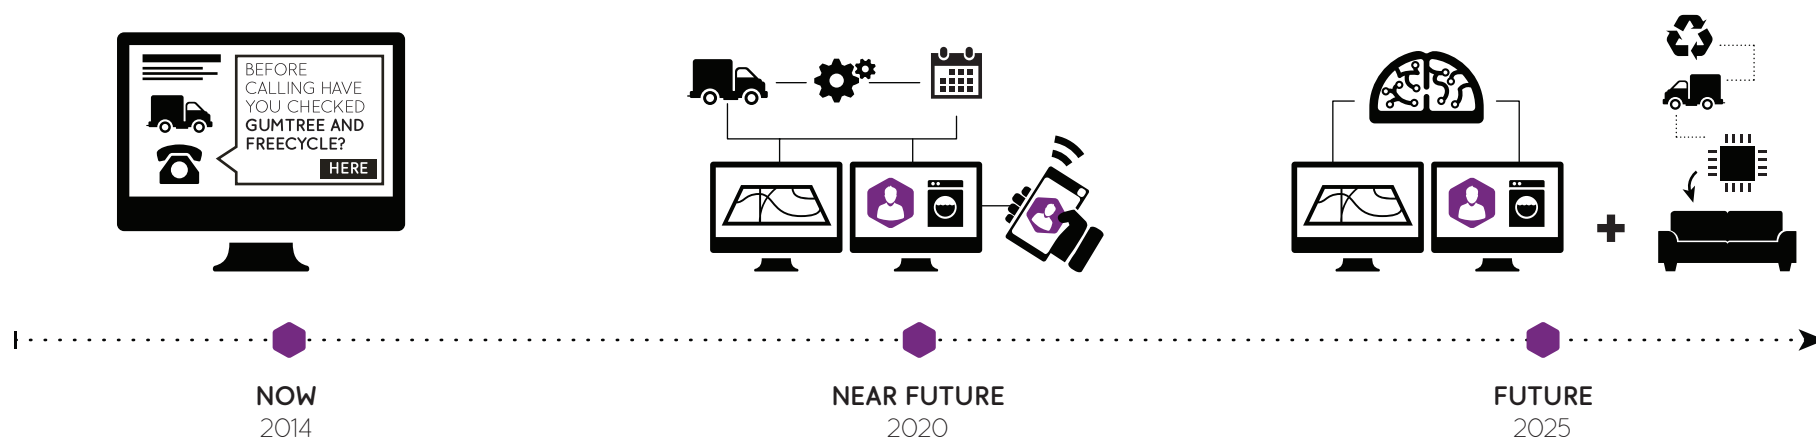 BEFORE
CALLING HAVE
YOU CHECKED
GUMTREE AND
FREECYCLE?
HERE
NOW
2014
NEAR FUTURE
2020
FUTURE
2025